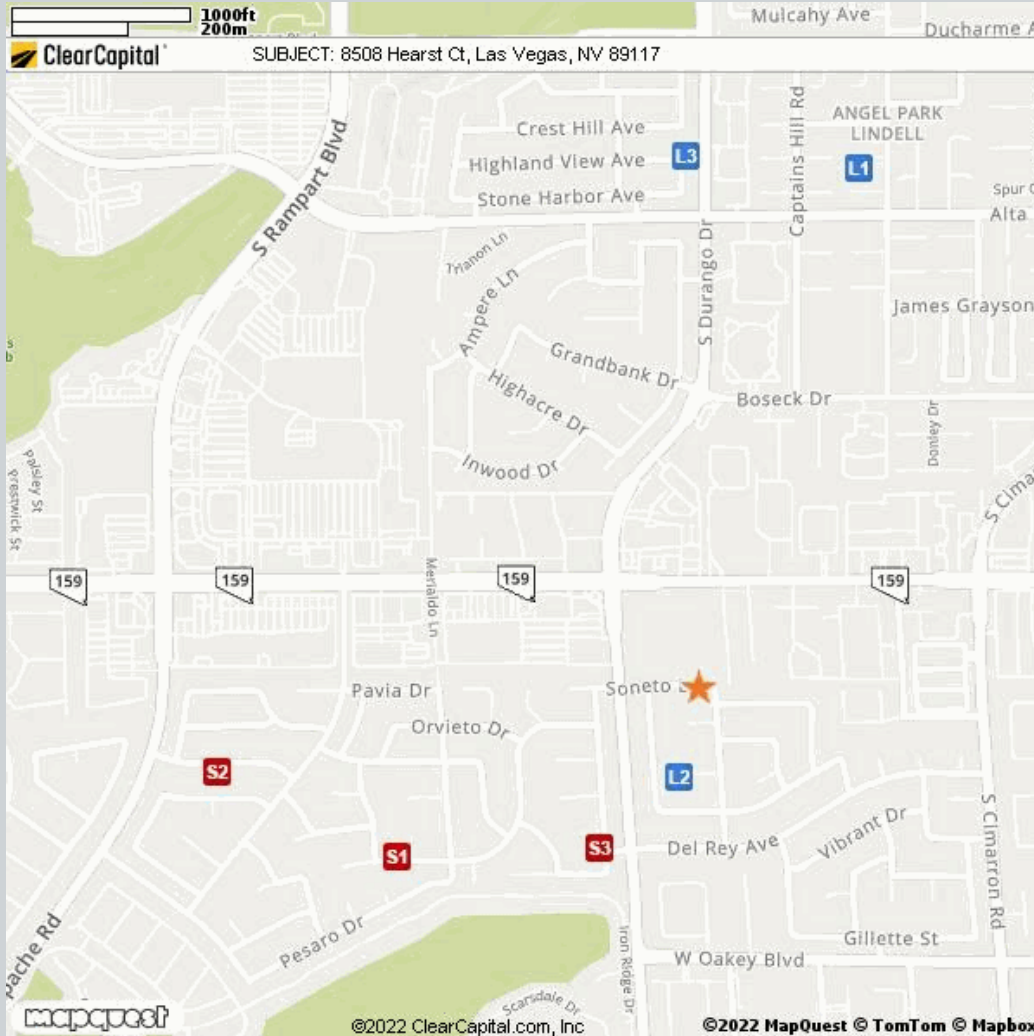 1000ft
200m
Mulcahy Ave
Ducharme A
ClearCapital
SUBJECT: 8508 Hearst Ct, Las Vegas, NV 89117
S Rampart Blvd
Crest Hill Ave
Highland View Ave
Stone Harbor Ave
L3
Captains Hill Rd
ANGEL PARK
LINDELL
L1
Spur C
Alta
Trianon Ln
Ampere Ln
S Durango Dr
James Grayson
s
b
Grandbank Dr
Highacre Dr
Boseck Dr
Donley Dr
Inwood Dr
Paisley St
Prestwick St
S Cima
159
159
159
159
Merialdo Ln
Pavia Dr
Soneto L
Orvieto Dr
S2
L2
S1
S3
Del Rey Ave
Vibrant Dr
S Cimarron Rd
pache Rd
Pesaro Dr
Iron Ridge Dr
Gillette St
W Oakey Blvd
Scarsdale Dr
mapquest
©2022 ClearCapital.com, Inc
©2022 MapQuest © TomTom © Mapbox